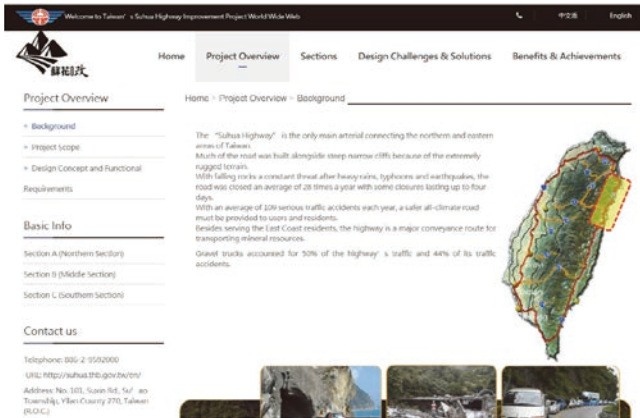 Welcome to Taiwan's Suhua Highway Improvement Project World Wide Web
中文版
English
蘇花改
Home
Project Overview
Sections
Design Challenges & Solutions
Benefits & Achievements
Project Overview
Background
Project Scope
Design Concept and Functional
Requirements
Basic Info
Section A (Northern Section)
Section B (Middle Section)
Section C (Southern Section)
Contact us
Telephone: 886-2-9592000
URL: http://suhua.thb.gov.tw/en/
Address: No. 101, Suxin Rd., Su'ao
Township, Yilan County 270, Taiwan
(R.O.C.)
Home > Project Overview > Background
The "Suhua Highway" is the only main arterial connecting the northern and eastern
areas of Taiwan.
Much of the road was built alongside steep narrow cliffs because of the extremely
rugged terrain.
With falling rocks a constant threat after heavy rains, typhoons and earthquakes, the
road was closed an average of 28 times a year with some closures lasting up to four
days.
With an average of 109 serious traffic accidents each year, a safer all-climate road
must be provided to users and residents.
Besides serving the East Coast residents, the highway is a major conveyance route for
transporting mineral resources.
Gravel trucks accounted for 50% of the highway's traffic and 44% of its traffic
accidents.
Taipei